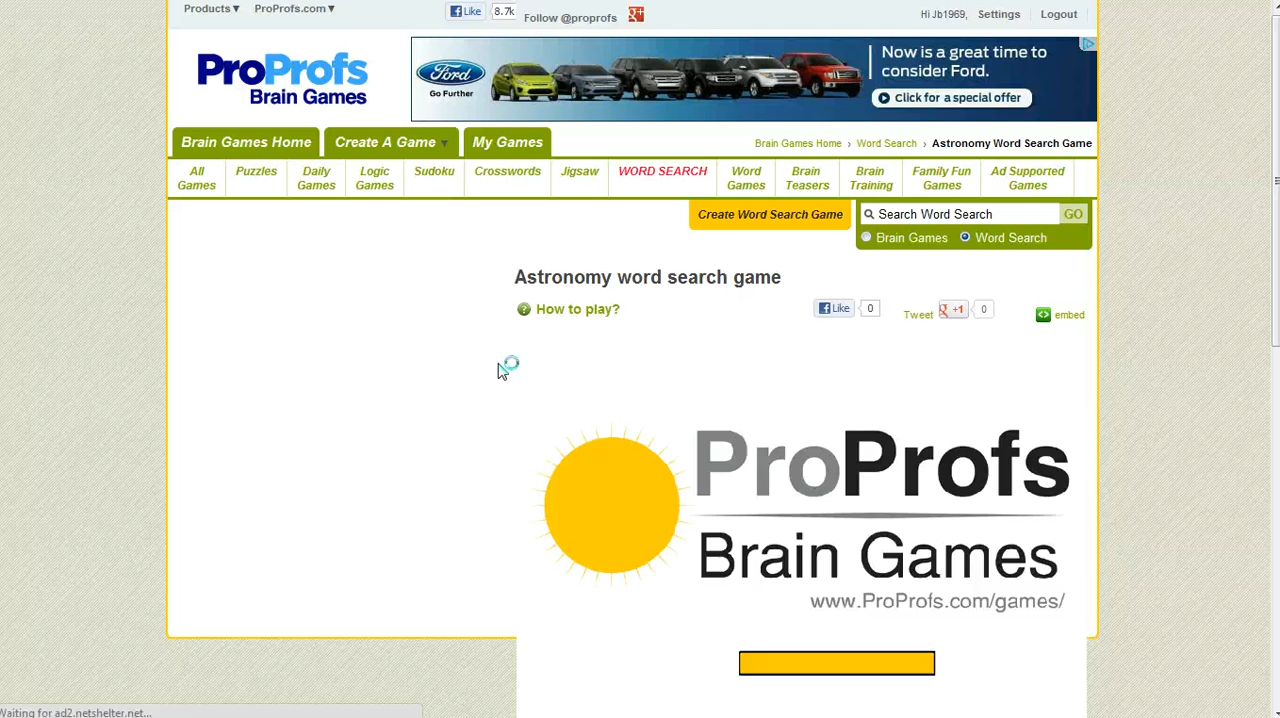 Products▼ ProProfs.com▼ Like 8.7k Follow @proprofs g+ Hi Jb1969, Settings Logout
ProProfs
Brain Games
Ford
Go Further
Now is a great time to
consider Ford.
Click for a special offer
Brain Games Home Create A Game ▼ My Games Brain Games Home › Word Search › Astronomy Word Search Game
All Games Puzzles Daily Games Logic Games Sudoku Crosswords Jigsaw WORD SEARCH Word Games Brain Teasers Brain Training Family Fun Games Ad Supported Games
Create Word Search Game Search Word Search GO
Brain Games Word Search
Astronomy word search game
? How to play? Like 0 Tweet g +1 0 <> embed
ProProfs
Brain Games
www.ProProfs.com/games/
Waiting for ad2.netshelter.net...